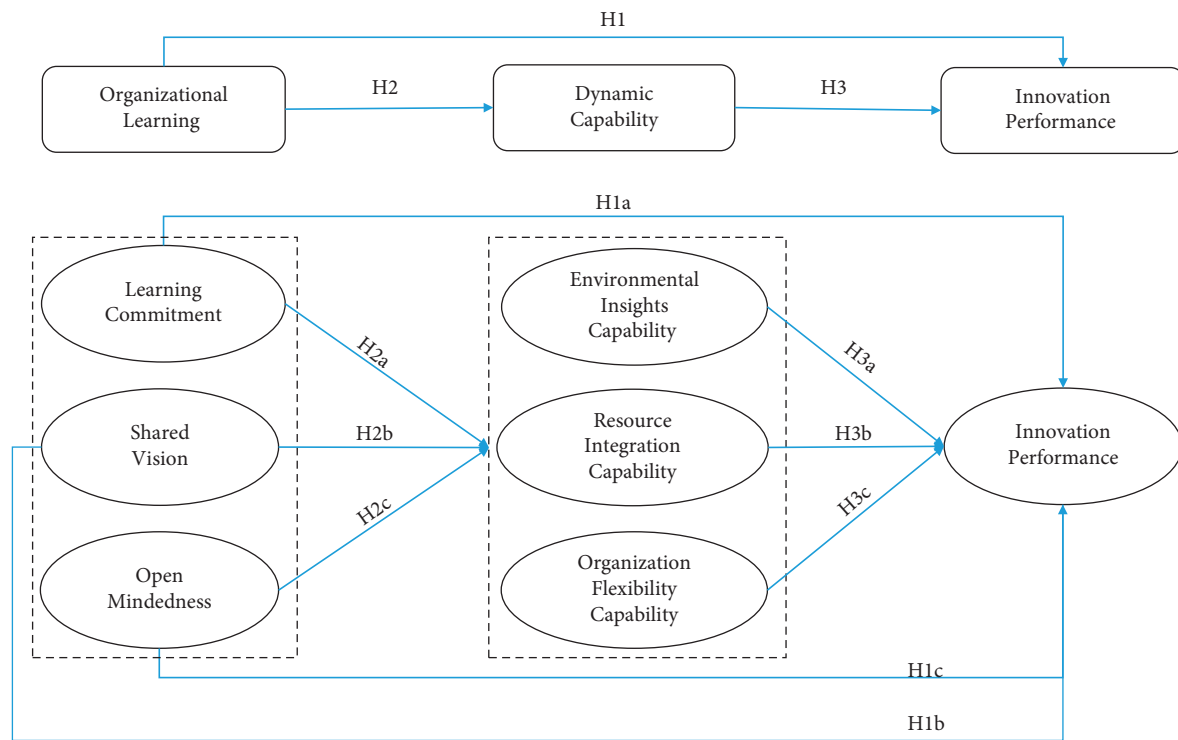 H1
Organizational
Learning
H2
Dynamic
Capability
H3
Innovation
Performance
H1a
Learning
Commitment
Environmental
Insights
Capability
H2a
H3a
Shared
Vision
H2b
Resource
Integration
Capability
H3b
Innovation
Performance
H2c
H3c
Open
Mindedness
Organization
Flexibility
Capability
H1c
H1b